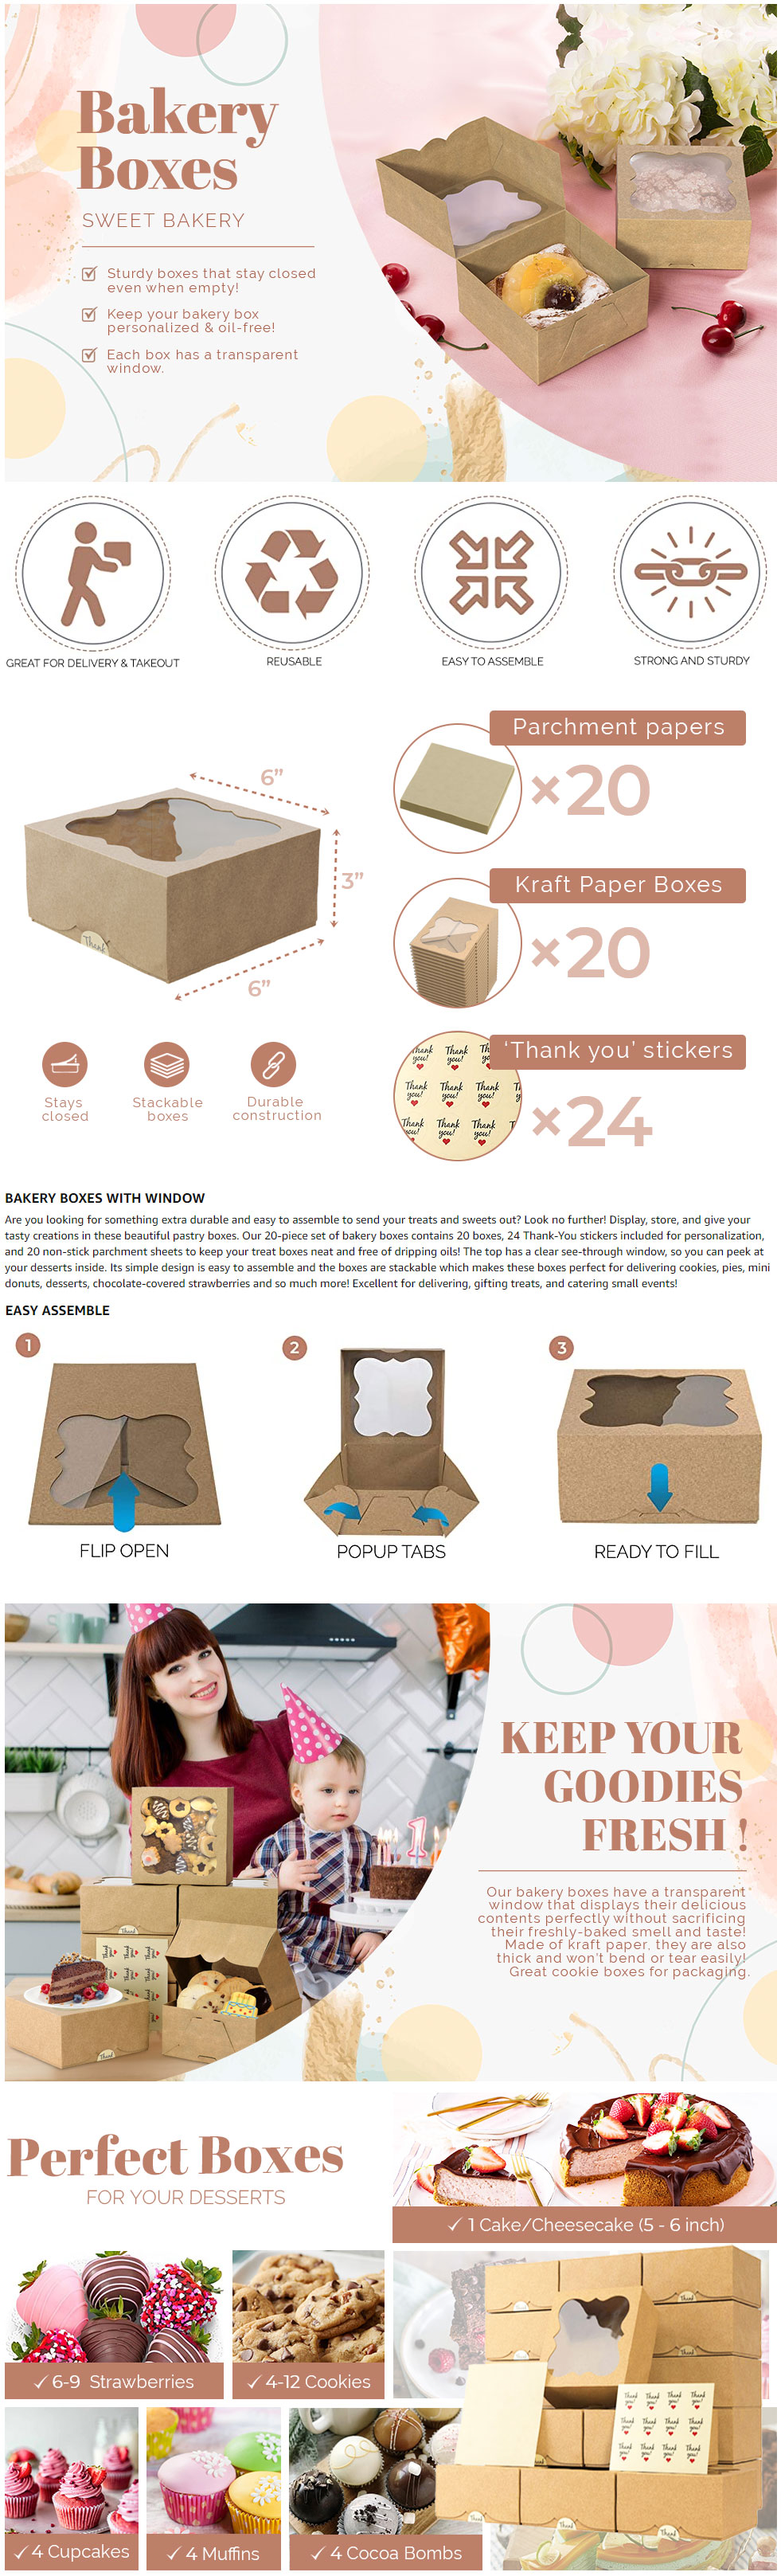 Bakery
Boxes
SWEET BAKERY
Sturdy boxes that stay closed
even when empty!
Keep your bakery box
personalized & oil-free!
Each box has a transparent
window.
GREAT FOR DELIVERY & TAKEOUT
REUSABLE
EASY TO ASSEMBLE
STRONG AND STURDY
6”
3”
6”
Thank
Parchment papers
×20
Kraft Paper Boxes
×20
‘Thank you’ stickers
×24
Stays
closed
Stackable
boxes
Durable
construction
BAKERY BOXES WITH WINDOW
Are you looking for something extra durable and easy to assemble to send your treats and sweets out? Look no further! Display, store, and give your
tasty creations in these beautiful pastry boxes. Our 20-piece set of bakery boxes contains 20 boxes, 24 Thank-You stickers included for personalization,
and 20 non-stick parchment sheets to keep your treat boxes neat and free of dripping oils! The top has a clear see-through window, so you can peek at
your desserts inside. Its simple design is easy to assemble and the boxes are stackable which makes these boxes perfect for delivering cookies, pies, mini
donuts, desserts, chocolate-covered strawberries and so much more! Excellent for delivering, gifting treats, and catering small events!
EASY ASSEMBLE
1
2
3
FLIP OPEN
POPUP TABS
READY TO FILL
KEEP YOUR
GOODIES
FRESH !
Our bakery boxes have a transparent
window that displays their delicious
contents perfectly without sacrificing
their freshly-baked smell and taste!
Made of kraft paper, they are also
thick and won't bend or tear easily!
Great cookie boxes for packaging.
Perfect Boxes
FOR YOUR DESSERTS
1 Cake/Cheesecake (5 - 6 inch)
6-9 Strawberries
4-12 Cookies
4 Cupcakes
4 Muffins
4 Cocoa Bombs